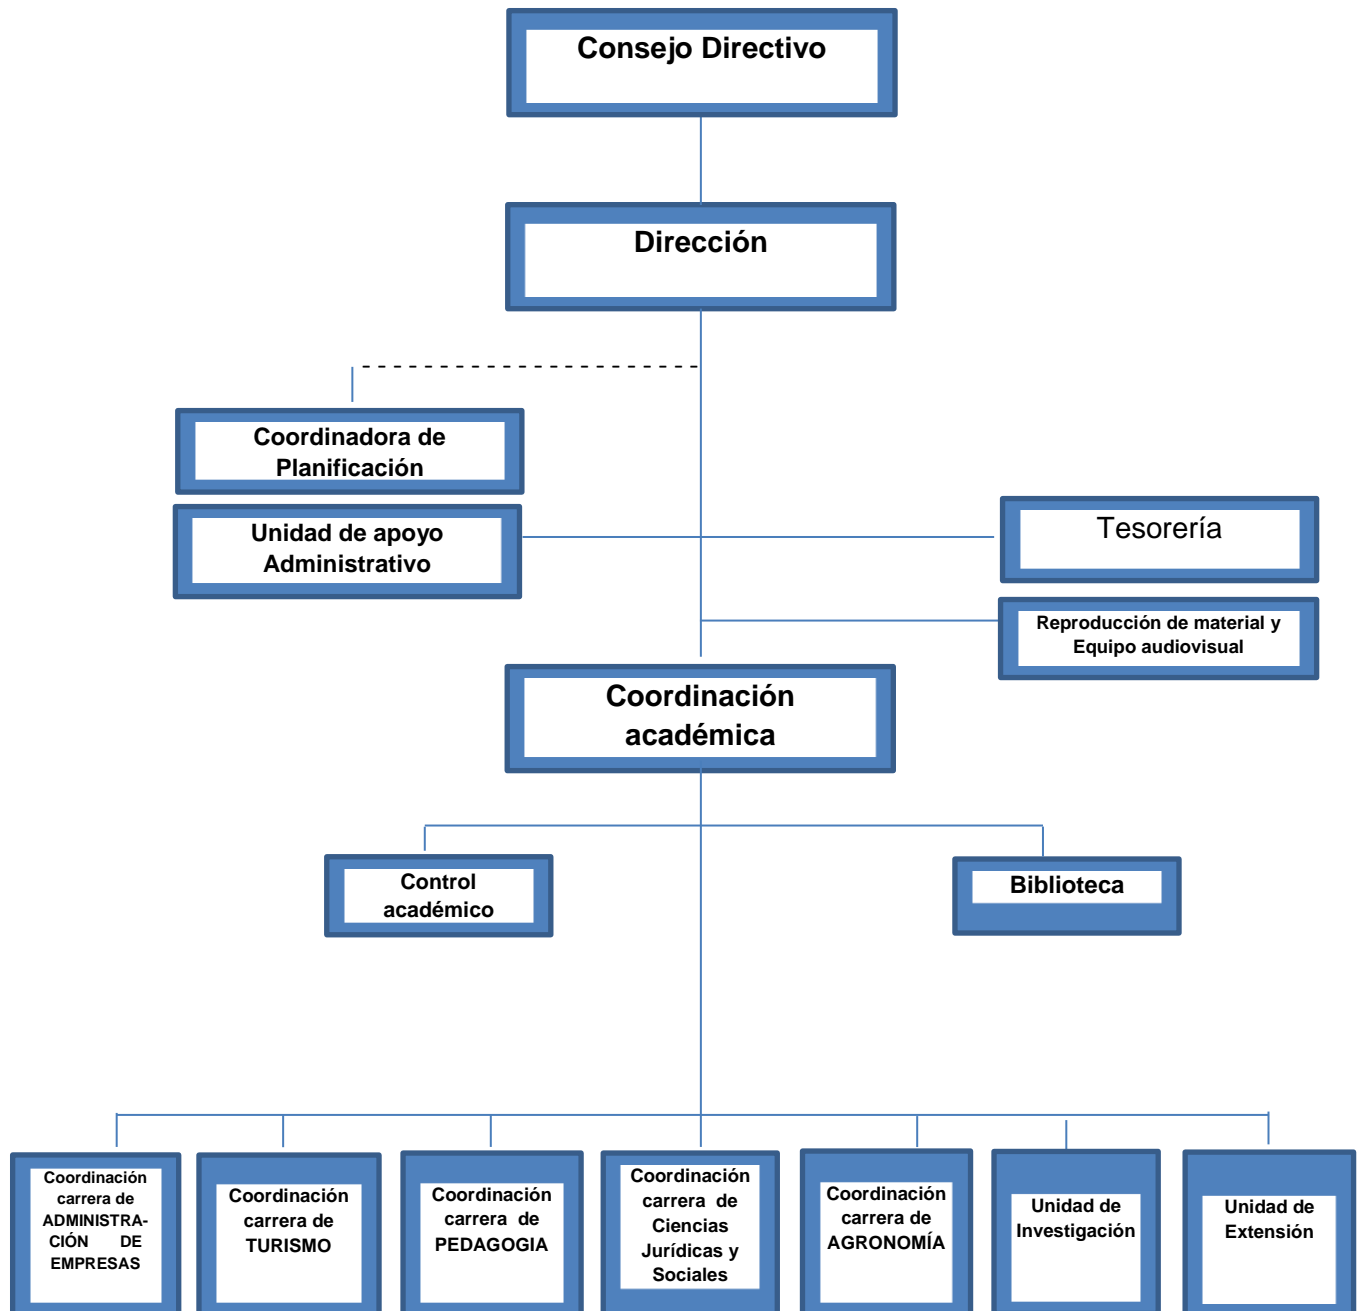 Consejo Directivo
Dirección
Coordinadora de
Planificación
Unidad de apoyo
Administrativo
Tesorería
Reproducción de material y
Equipo audiovisual
Coordinación
académica
Control
académico
Biblioteca
Coordinación
carrera de
ADMINISTRA-
CIÓN DE
EMPRESAS
Coordinación
carrera de
TURISMO
Coordinación
carrera de
PEDAGOGIA
Coordinación
carrera de
Ciencias
Jurídicas y
Sociales
Coordinación
carrera de
AGRONOMÍA
Unidad de
Investigación
Unidad de
Extensión